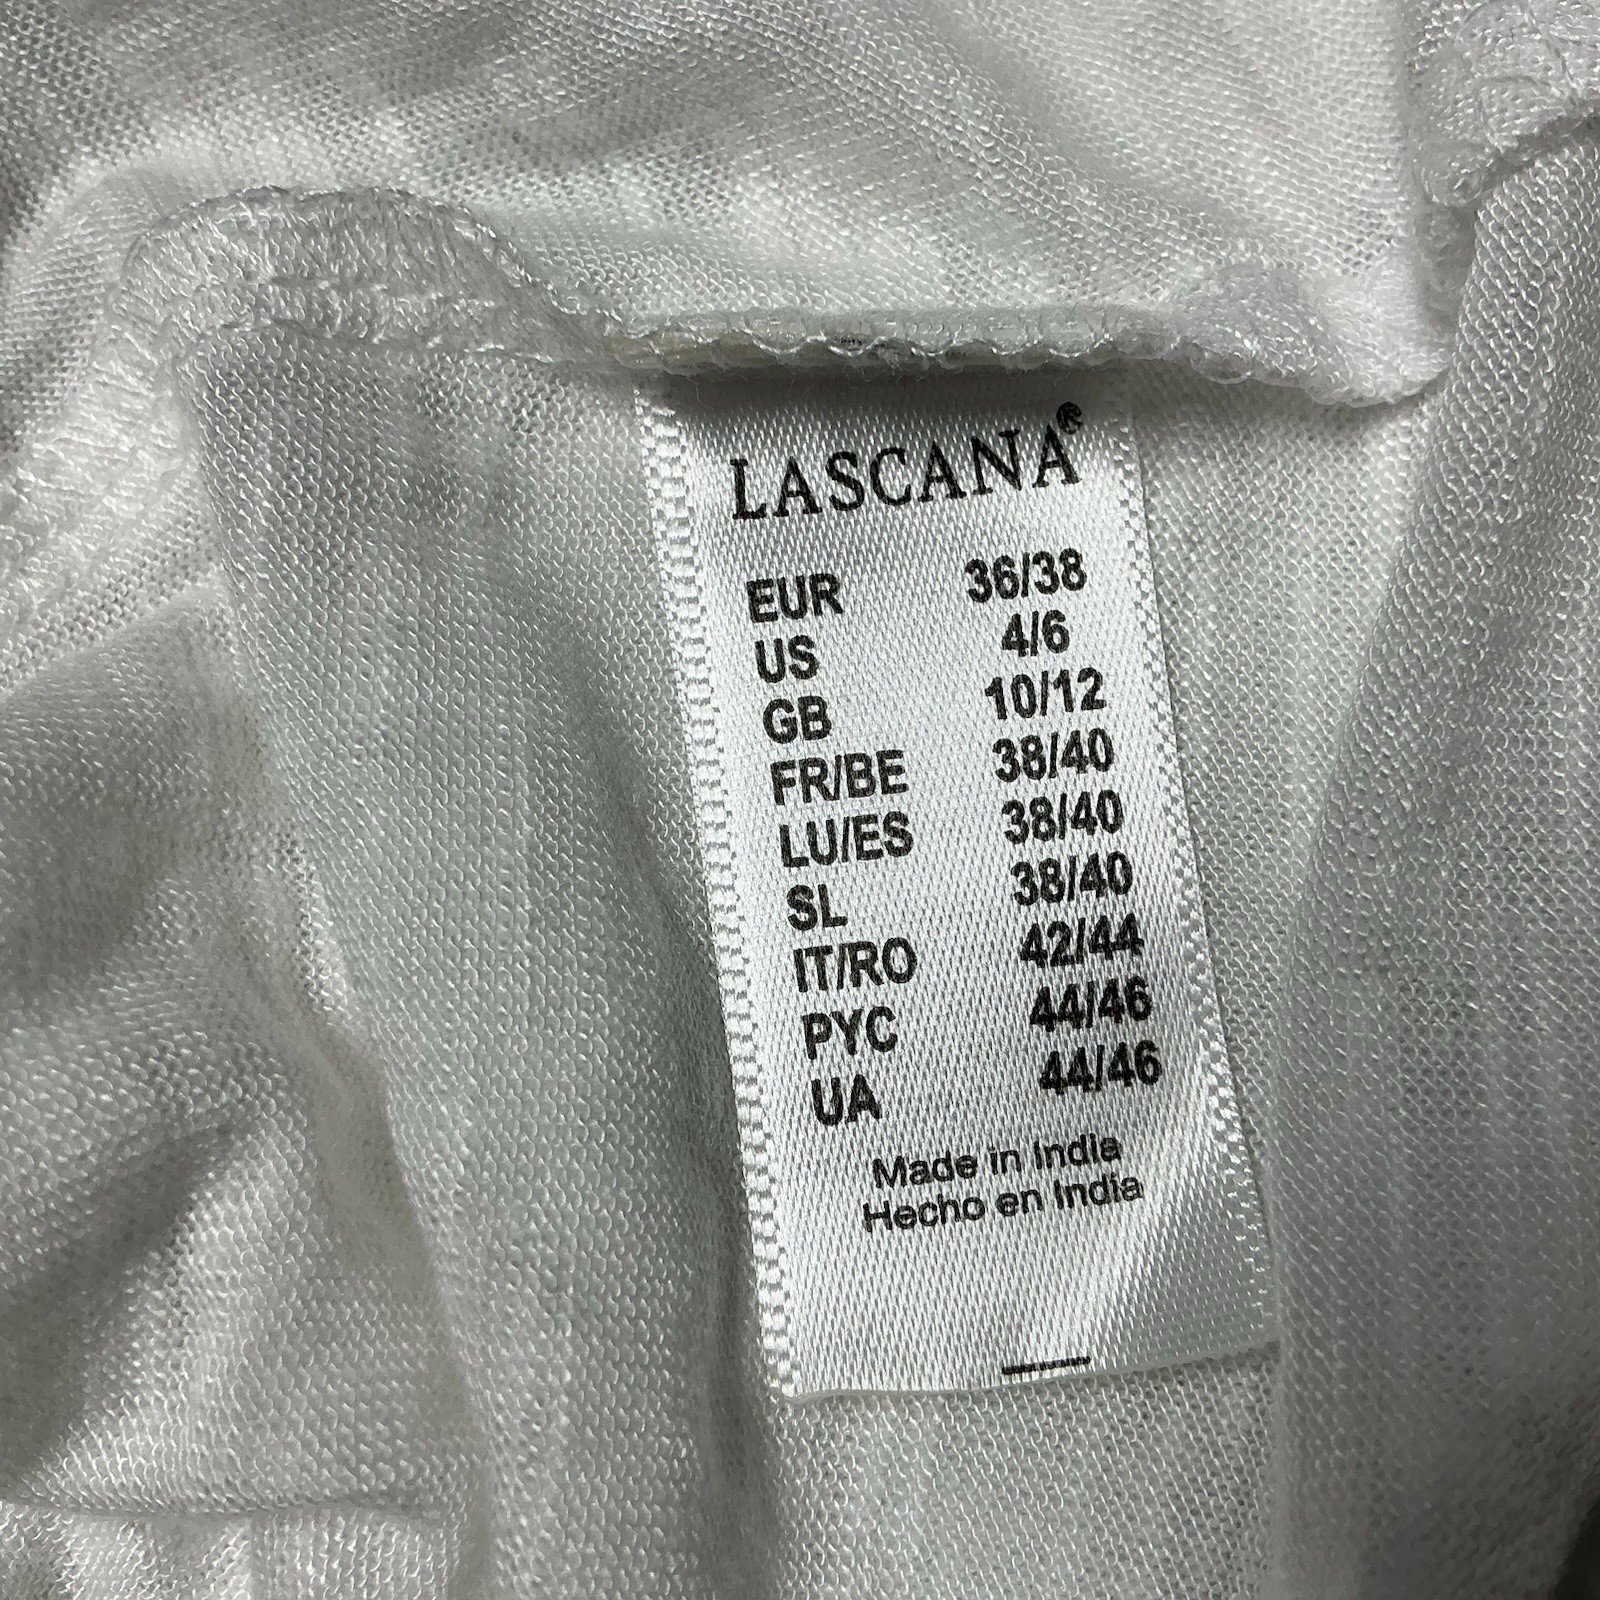 LASCANA®
EUR 36/38
US 4/6
GB 10/12
FR/BE 38/40
LU/ES 38/40
SL 38/40
IT/RO 42/44
PYC 44/46
UA 44/46
Made in India
Hecho en India